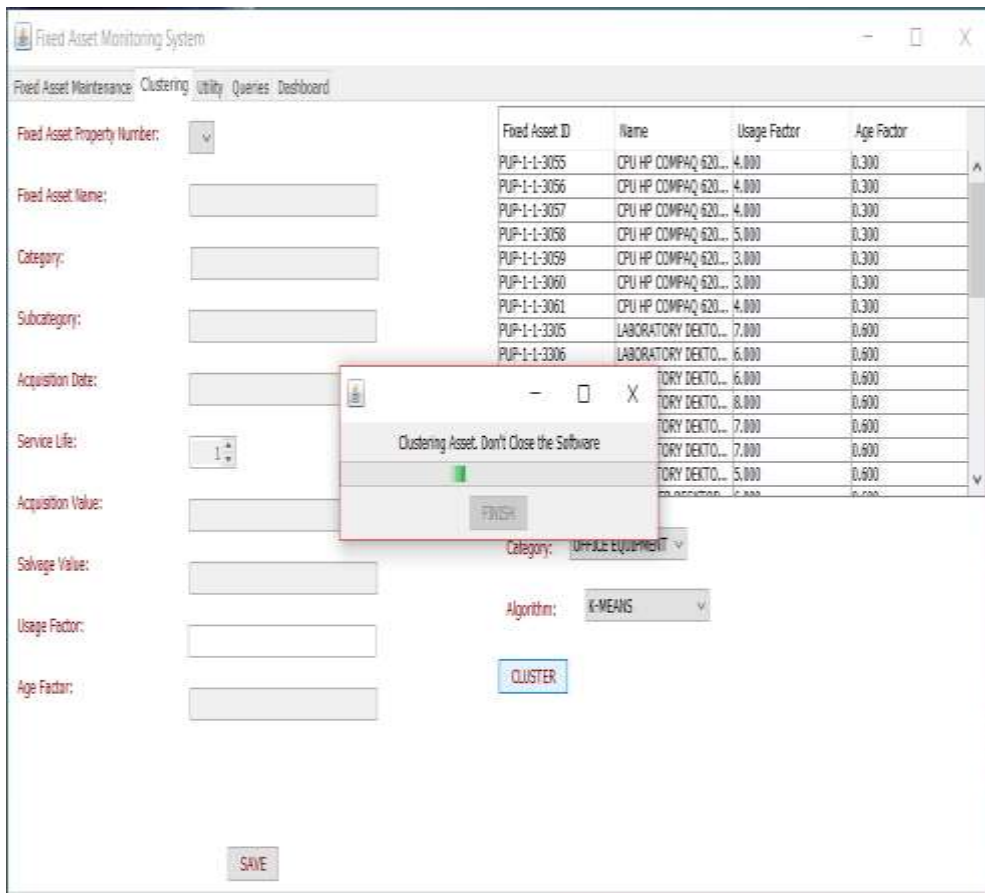 Fixed Asset Monitoring System
Fixed Asset Maintenance Clustering Utility Queries Dashboard
Fixed Asset Property Number:
Fixed Asset Name:
Category:
Subcategory:
Acquisition Date:
Service Life:
1
Acquisition Value:
Salvage Value:
Usage Factor:
Age Factor:
SAVE
Fixed Asset ID Name Usage Factor Age Factor
PUP-1-1-3055 CPU HP COMPAQ 620... 4.000 0.300
PUP-1-1-3056 CPU HP COMPAQ 620... 4.000 0.300
PUP-1-1-3057 CPU HP COMPAQ 620... 4.000 0.300
PUP-1-1-3058 CPU HP COMPAQ 620... 5.000 0.300
PUP-1-1-3059 CPU HP COMPAQ 620... 3.000 0.300
PUP-1-1-3060 CPU HP COMPAQ 620... 3.000 0.300
PUP-1-1-3061 CPU HP COMPAQ 620... 4.000 0.300
PUP-1-1-3305 LABORATORY DEKTO... 7.000 0.600
PUP-1-1-3306 LABORATORY DEKTO... 6.000 0.600
TORY DEKTO... 6.000 0.600
TORY DEKTO... 8.000 0.600
TORY DEKTO... 7.000 0.600
TORY DEKTO... 7.000 0.600
TORY DEKTO... 5.000 0.600
Clustering Asset. Don't Close the Software
FINISH
Category: OFFICE EQUIPMENT
Algorithm: K-MEANS
CLUSTER